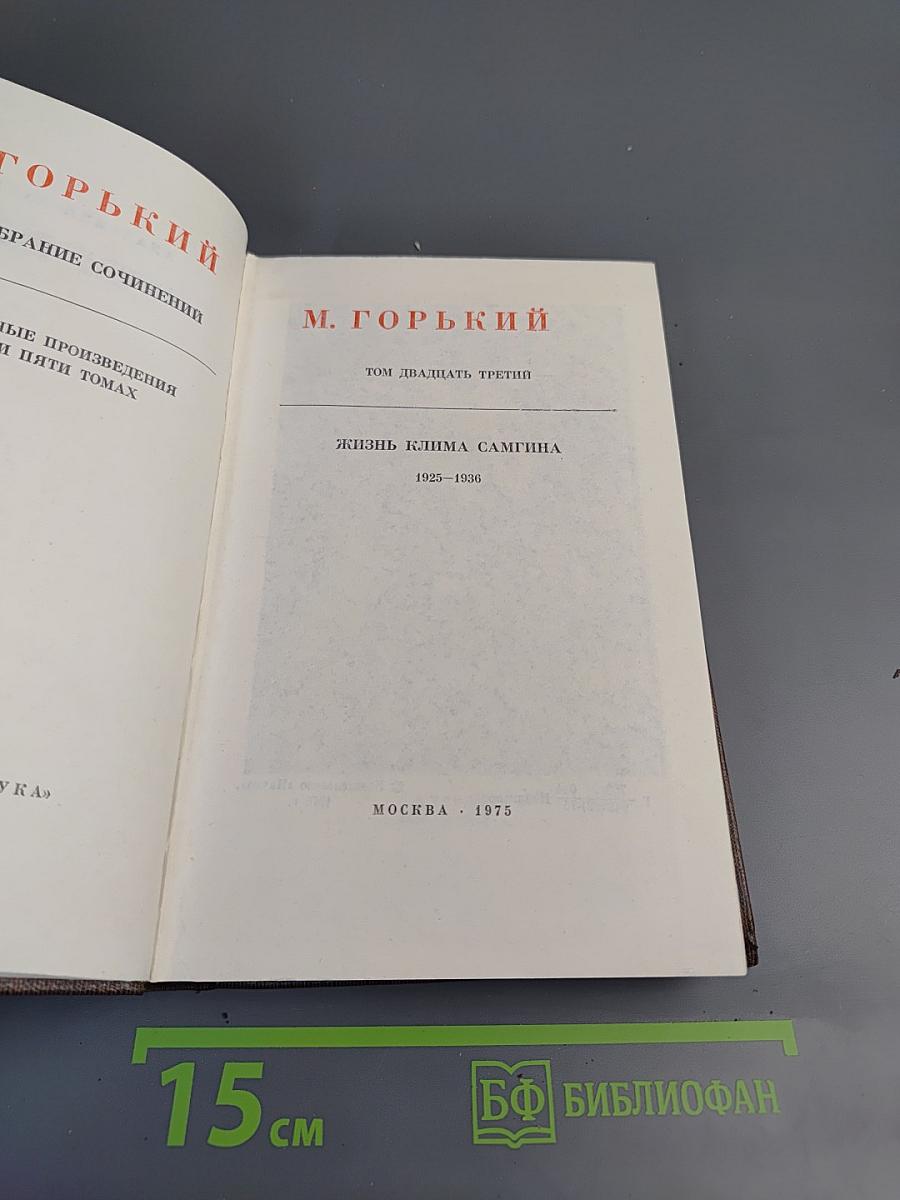 ГОРЬКИЙ
БРАНИЕ СОЧИНЕНИЙ
НЫЕ ПРОИЗВЕДЕНИЯ
И ПЯТИ ТОМАХ
УКА»
М. ГОРЬКИЙ
ТОМ ДВАДЦАТЬ ТРЕТИЙ
ЖИЗНЬ КЛИМА САМГИНА
1925—1936
МОСКВА · 1975
15 см
БФ БИБЛИОФАН